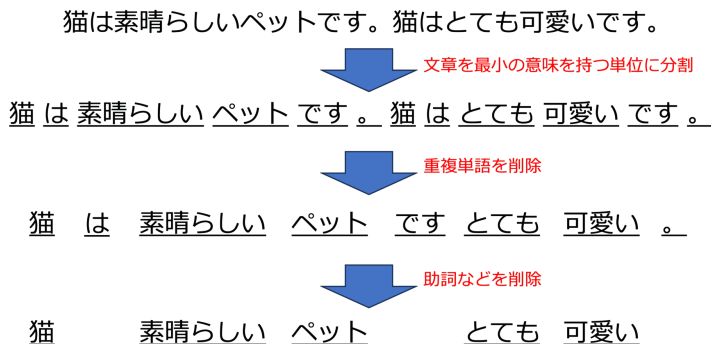 猫は素晴らしいペットです。猫はとても可愛いです。
文章を最小の意味を持つ単位に分割
猫 は 素晴らしい ペット です 。 猫 は とても 可愛い です 。
重複単語を削除
猫 は 素晴らしい ペット です とても 可愛い 。
助詞などを削除
猫 素晴らしい ペット とても 可愛い